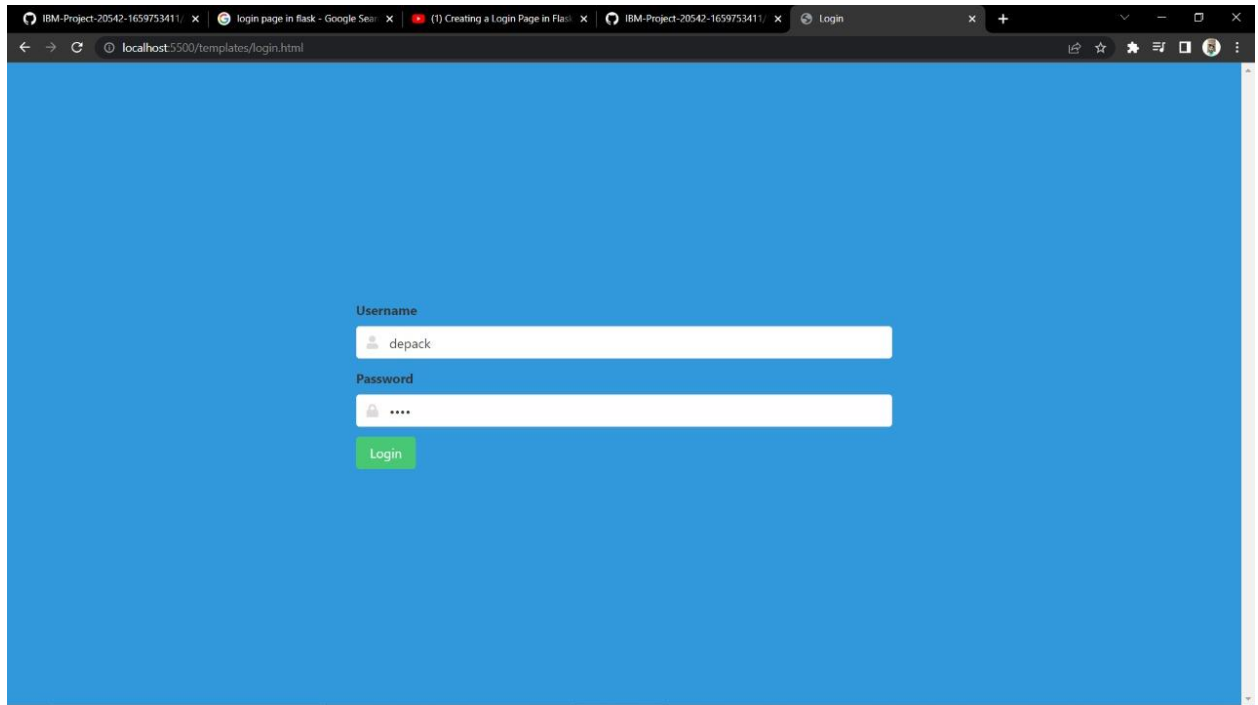 IBM-Project-20542-1659753411/
login page in flask - Google Sear
(1) Creating a Login Page in Flas
IBM-Project-20542-1659753411/
Login
localhost:5500/templates/login.html
Username
depack
Password
••••
Login